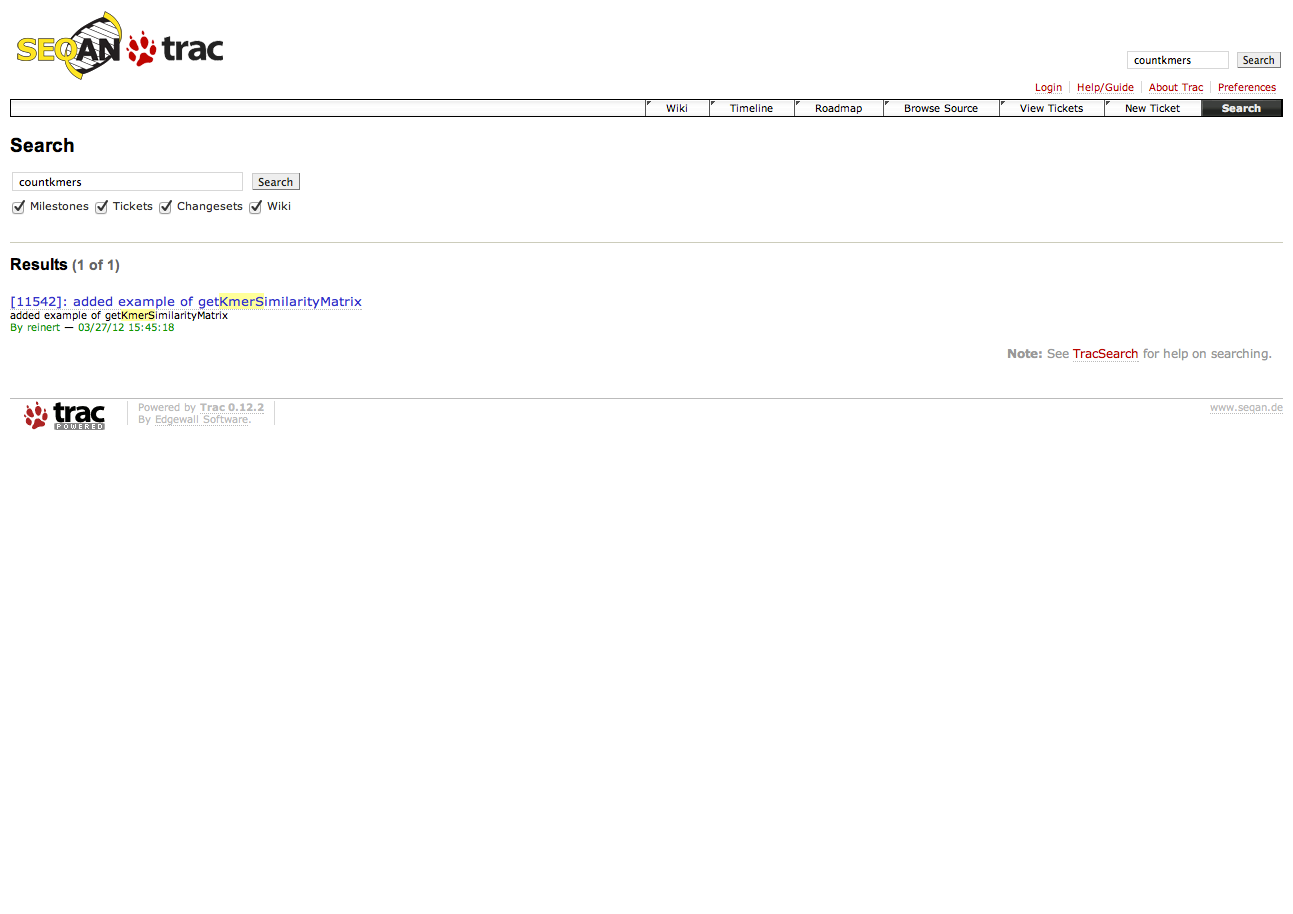 SEQAN trac
countkmers Search
Login Help/Guide About Trac Preferences
Wiki Timeline Roadmap Browse Source View Tickets New Ticket Search
Search
countkmers Search
Milestones Tickets Changesets Wiki
Results (1 of 1)
[11542]: added example of getKmerSimilarityMatrix
added example of getKmerSimilarityMatrix
By reinert — 03/27/12 15:45:18
Note: See TracSearch for help on searching.
trac POWERED
Powered by Trac 0.12.2
By Edgewall Software.
www.seqan.de